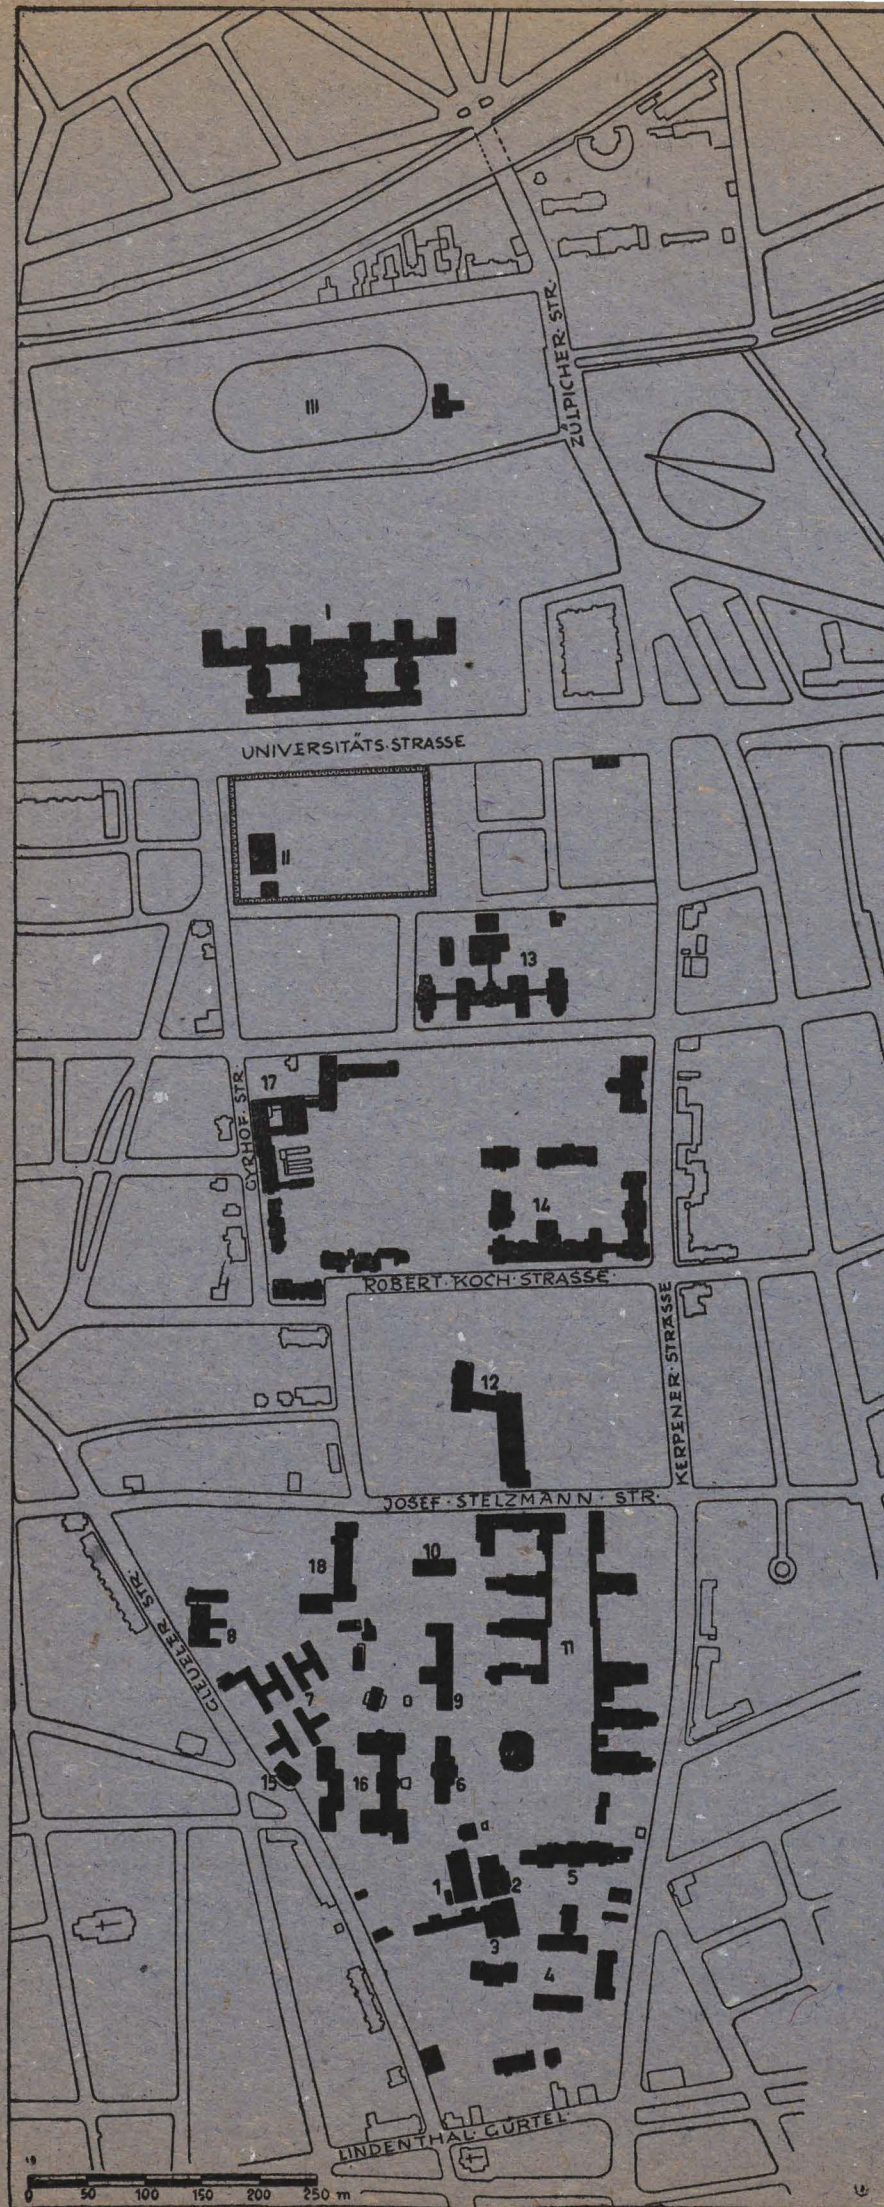 ZÜLPICHER·STR.
III
I
UNIVERSITÄTS·STRASSE
II
13
17
GYRHOF·STR.
14
ROBERT·KOCH·STRASSE·
KERPENER·STRASSE
12
JOSEF·STELZMANN·STR.
18
10
GLEUELER STR.
8
11
7
9
15
16
6
a
1
2
5
3
4
LINDENTHAL·GÜRTEL·
0 50 100 150 200 250 m